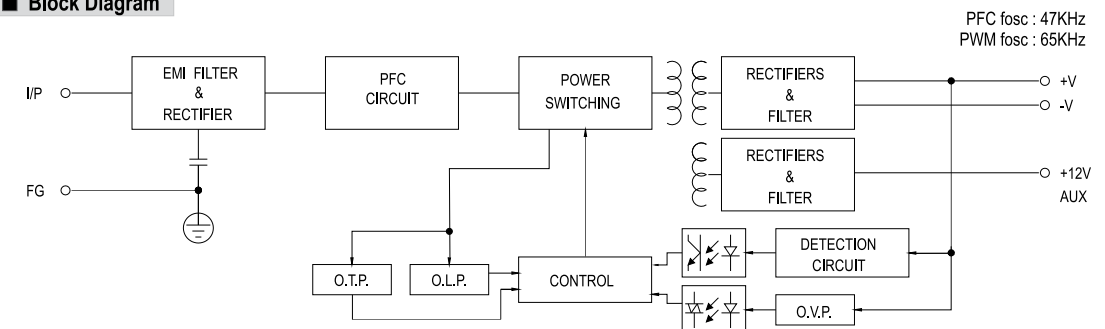 ■ Block Diagram
PFC fosc : 47KHz
PWM fosc : 65KHz
I/P
EMI FILTER
&
RECTIFIER
PFC
CIRCUIT
POWER
SWITCHING
RECTIFIERS
&
FILTER
+V
-V
FG
RECTIFIERS
&
FILTER
+12V
AUX
O.T.P.
O.L.P.
CONTROL
DETECTION
CIRCUIT
O.V.P.